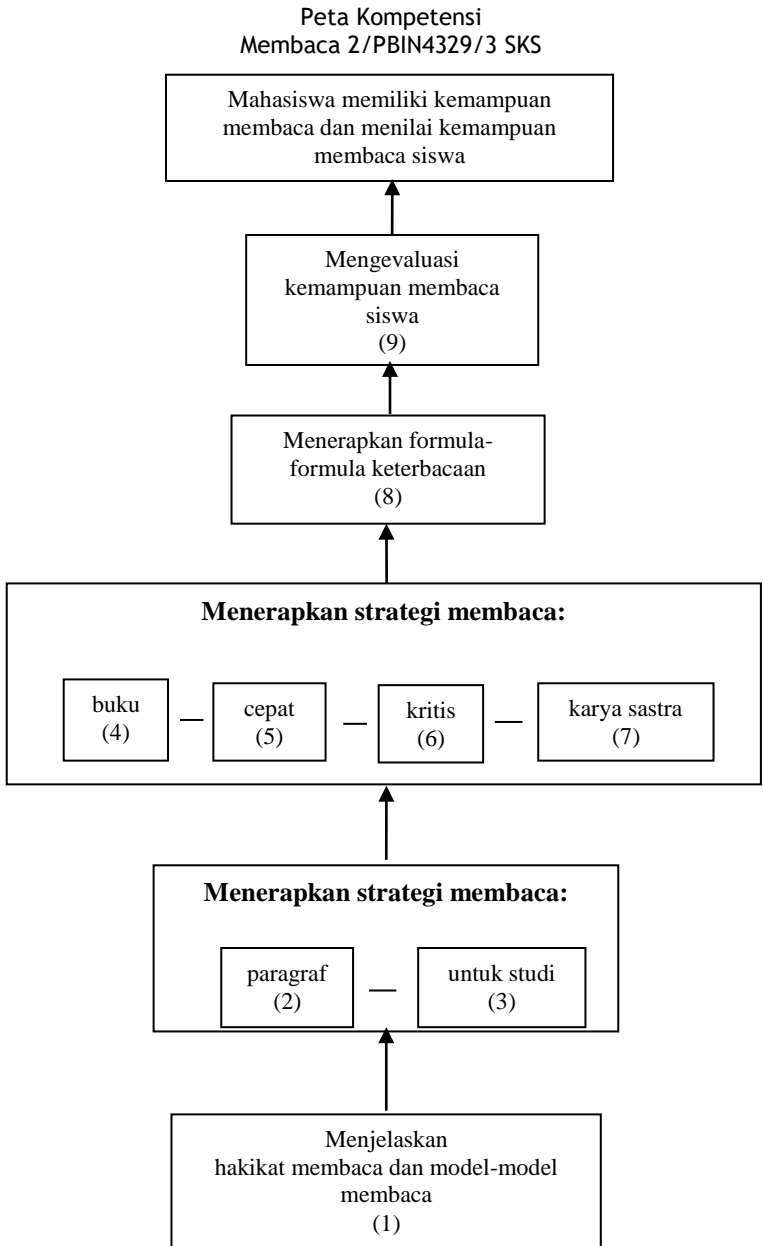 Peta Kompetensi
Membaca 2/PBIN4329/3 SKS
Mahasiswa memiliki kemampuan
membaca dan menilai kemampuan
membaca siswa
Mengevaluasi
kemampuan membaca
siswa
(9)
Menerapkan formula-
formula keterbacaan
(8)
Menerapkan strategi membaca:
buku
(4)
cepat
(5)
kritis
(6)
karya sastra
(7)
Menerapkan strategi membaca:
paragraf
(2)
untuk studi
(3)
Menjelaskan
hakikat membaca dan model-model
membaca
(1)